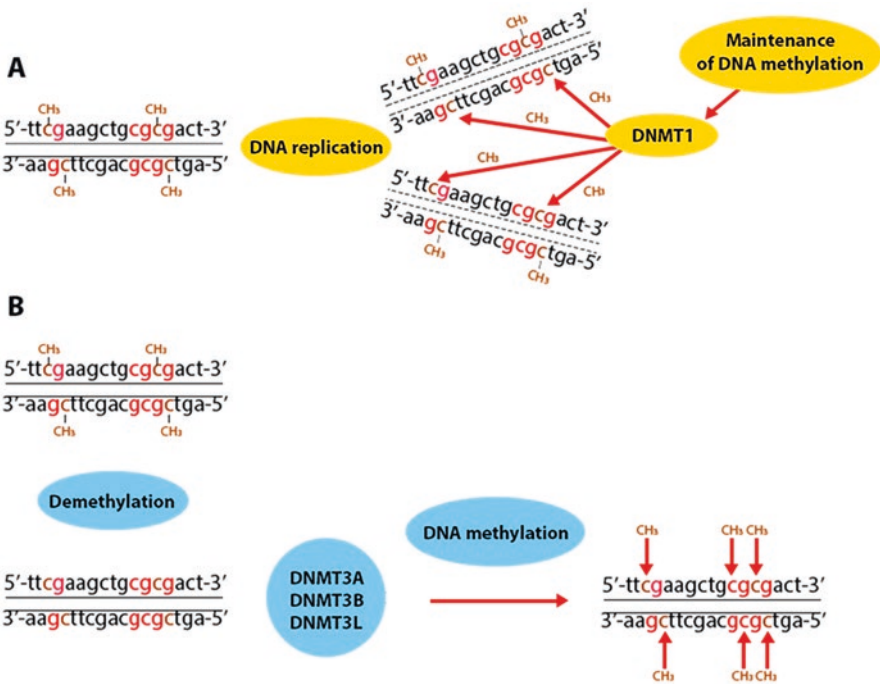 A
CH₃ CH₃
5′-ttcgaagctgcgcgact-3′
3′-aagcttcgacgcgctga-5′
CH₃ CH₃
DNA replication
CH₃ CH₃
5′-ttcgaagctgcgcgact-3′
3′-aagcttcgacgcgctga-5′
CH₃
CH₃
CH₃
CH₃
5′-ttcgaagctgcgcgact-3′
3′-aagcttcgacgcgctga-5′
CH₃ CH₃
DNMT1
Maintenance
of DNA methylation
B
CH₃ CH₃
5′-ttcgaagctgcgcgact-3′
3′-aagcttcgacgcgctga-5′
CH₃ CH₃
Demethylation
5′-ttcgaagctgcgcgact-3′
3′-aagcttcgacgcgctga-5′
DNMT3A
DNMT3B
DNMT3L
DNA methylation
CH₃ CH₃ CH₃
5′-ttcgaagctgcgcgact-3′
3′-aagcttcgacgcgctga-5′
CH₃ CH₃ CH₃